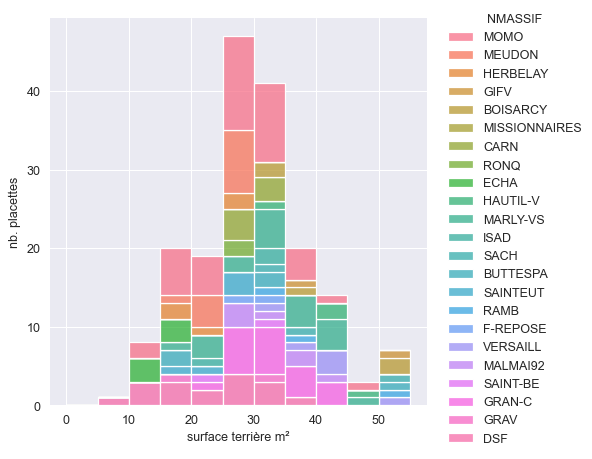 NMASSIF
MOMO
MEUDON
HERBELAY
GIFV
BOISARCY
MISSIONNAIRES
CARN
RONQ
ECHA
HAUTIL-V
MARLY-VS
ISAD
SACH
BUTTESPA
SAINTEUT
RAMB
F-REPOSE
VERSAILL
MALMAI92
SAINT-BE
GRAN-C
GRAV
DSF
nb. placettes
40
30
20
10
0
0 10 20 30 40 50
surface terrière m²